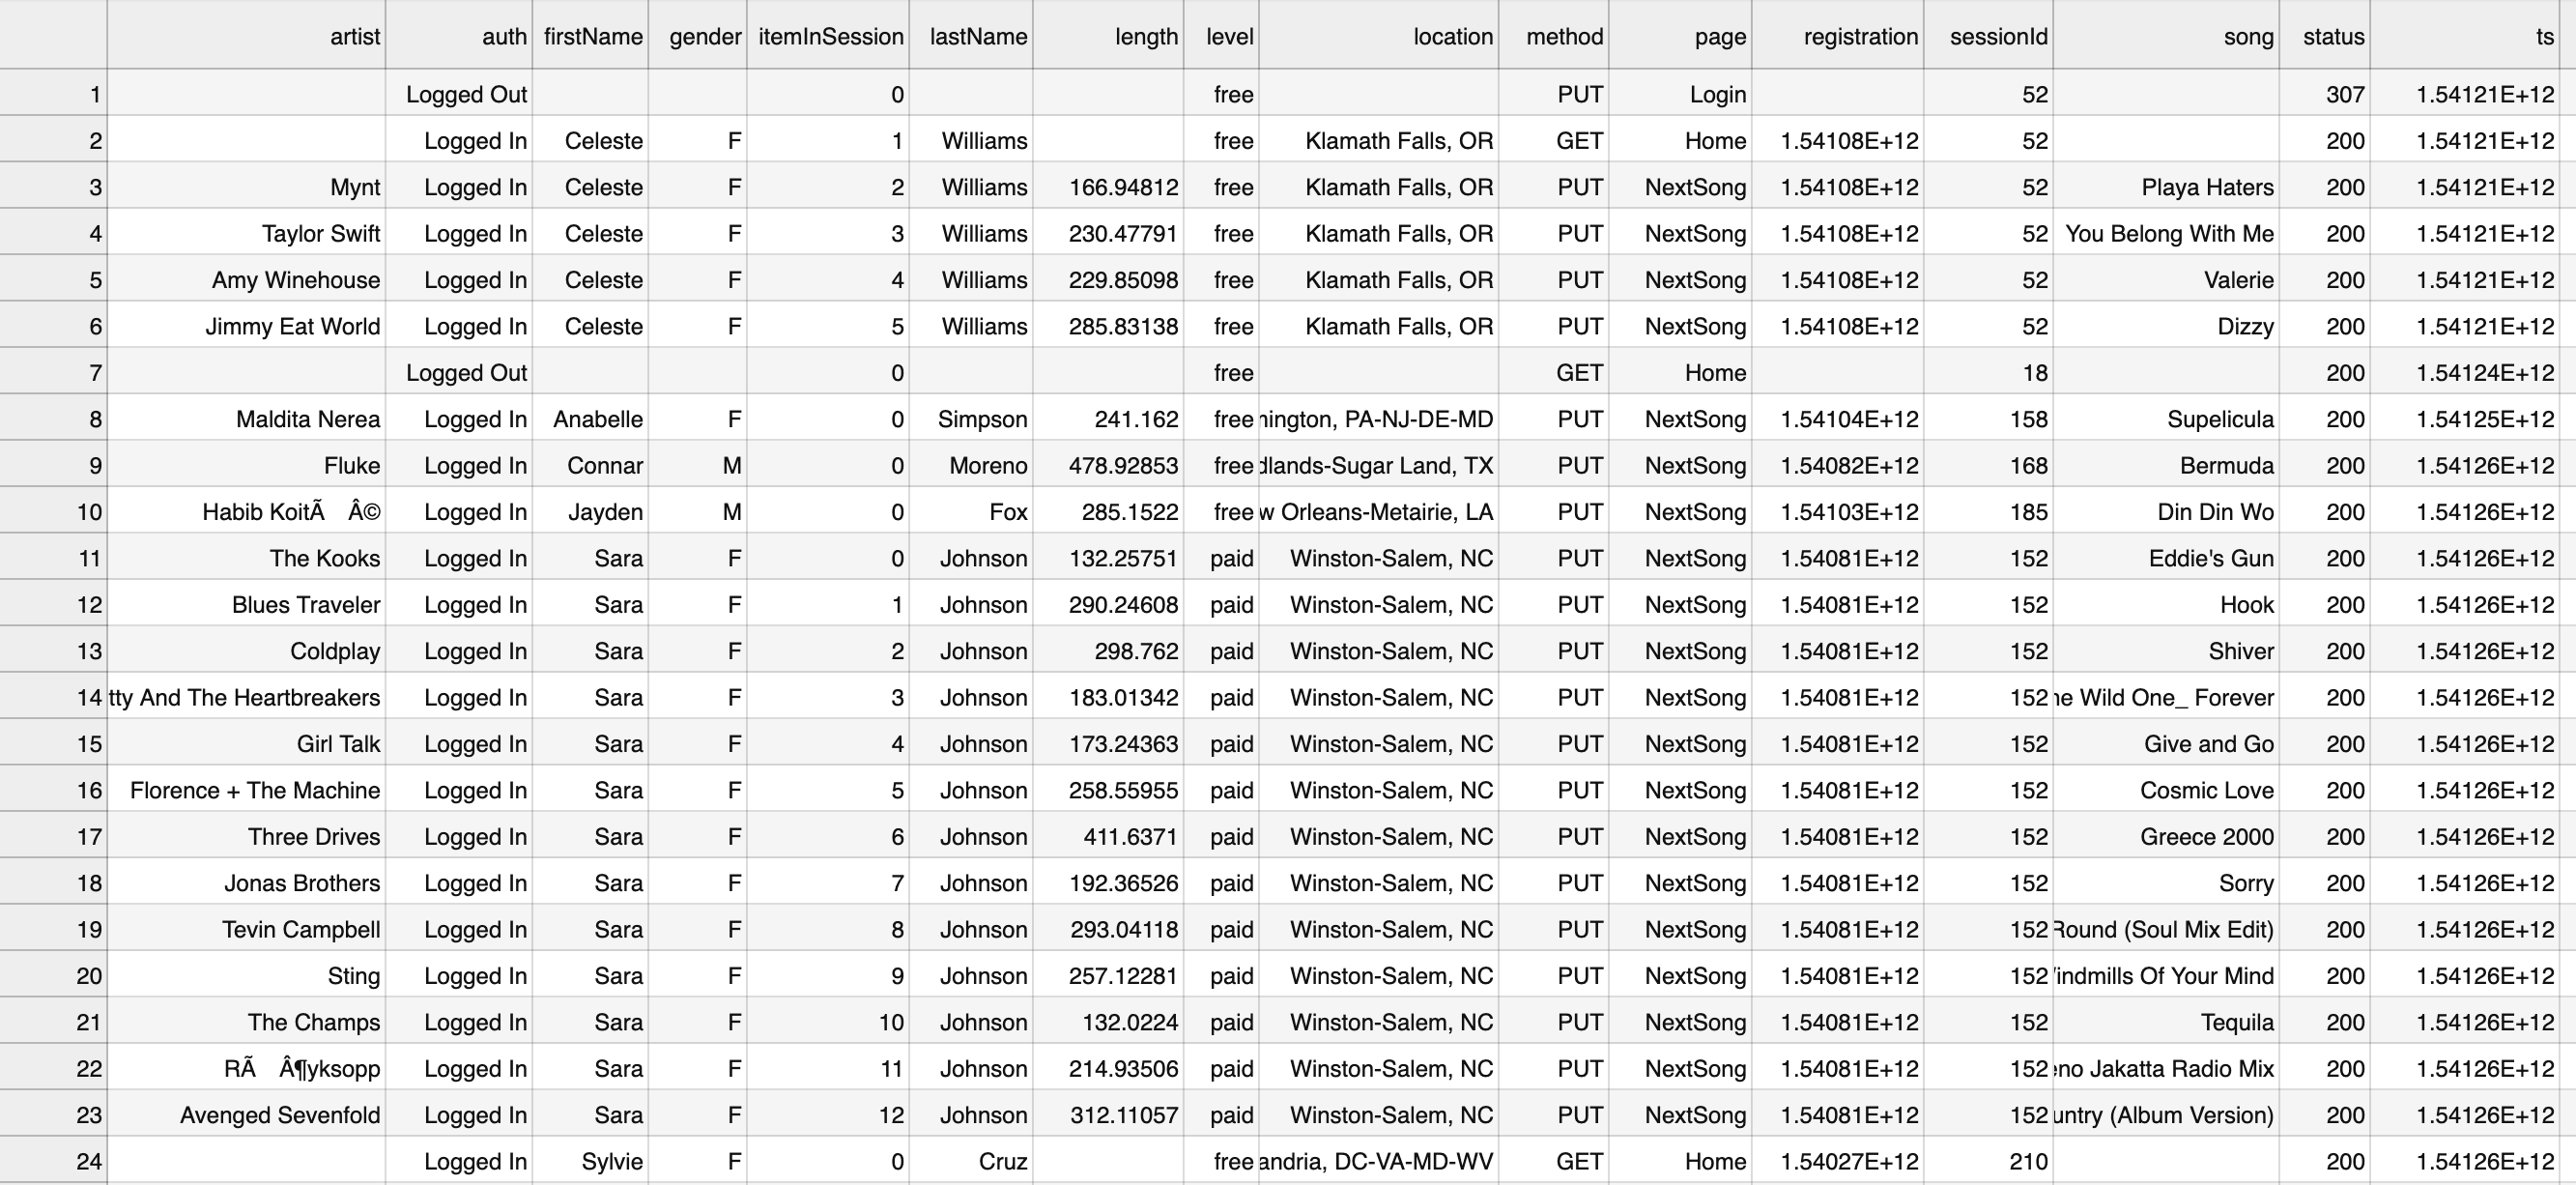 artist auth firstName gender itemInSession lastName length level location method page registration sessionId song status ts
1 Logged Out 0 free PUT Login 52 307 1.54121E+12
2 Logged In Celeste F 1 Williams free Klamath Falls, OR GET Home 1.54108E+12 52 200 1.54121E+12
3 Mynt Logged In Celeste F 2 Williams 166.94812 free Klamath Falls, OR PUT NextSong 1.54108E+12 52 Playa Haters 200 1.54121E+12
4 Taylor Swift Logged In Celeste F 3 Williams 230.47791 free Klamath Falls, OR PUT NextSong 1.54108E+12 52 You Belong With Me 200 1.54121E+12
5 Amy Winehouse Logged In Celeste F 4 Williams 229.85098 free Klamath Falls, OR PUT NextSong 1.54108E+12 52 Valerie 200 1.54121E+12
6 Jimmy Eat World Logged In Celeste F 5 Williams 285.83138 free Klamath Falls, OR PUT NextSong 1.54108E+12 52 Dizzy 200 1.54121E+12
7 Logged Out 0 free GET Home 18 200 1.54124E+12
8 Maldita Nerea Logged In Anabelle F 0 Simpson 241.162 free nington, PA-NJ-DE-MD PUT NextSong 1.54104E+12 158 Supelicula 200 1.54125E+12
9 Fluke Logged In Connar M 0 Moreno 478.92853 free dlands-Sugar Land, TX PUT NextSong 1.54082E+12 168 Bermuda 200 1.54126E+12
10 Habib KoitÃ Â© Logged In Jayden M 0 Fox 285.1522 free w Orleans-Metairie, LA PUT NextSong 1.54103E+12 185 Din Din Wo 200 1.54126E+12
11 The Kooks Logged In Sara F 0 Johnson 132.25751 paid Winston-Salem, NC PUT NextSong 1.54081E+12 152 Eddie's Gun 200 1.54126E+12
12 Blues Traveler Logged In Sara F 1 Johnson 290.24608 paid Winston-Salem, NC PUT NextSong 1.54081E+12 152 Hook 200 1.54126E+12
13 Coldplay Logged In Sara F 2 Johnson 298.762 paid Winston-Salem, NC PUT NextSong 1.54081E+12 152 Shiver 200 1.54126E+12
14 tty And The Heartbreakers Logged In Sara F 3 Johnson 183.01342 paid Winston-Salem, NC PUT NextSong 1.54081E+12 152 ne Wild One_ Forever 200 1.54126E+12
15 Girl Talk Logged In Sara F 4 Johnson 173.24363 paid Winston-Salem, NC PUT NextSong 1.54081E+12 152 Give and Go 200 1.54126E+12
16 Florence + The Machine Logged In Sara F 5 Johnson 258.55955 paid Winston-Salem, NC PUT NextSong 1.54081E+12 152 Cosmic Love 200 1.54126E+12
17 Three Drives Logged In Sara F 6 Johnson 411.6371 paid Winston-Salem, NC PUT NextSong 1.54081E+12 152 Greece 2000 200 1.54126E+12
18 Jonas Brothers Logged In Sara F 7 Johnson 192.36526 paid Winston-Salem, NC PUT NextSong 1.54081E+12 152 Sorry 200 1.54126E+12
19 Tevin Campbell Logged In Sara F 8 Johnson 293.04118 paid Winston-Salem, NC PUT NextSong 1.54081E+12 152 Round (Soul Mix Edit) 200 1.54126E+12
20 Sting Logged In Sara F 9 Johnson 257.12281 paid Winston-Salem, NC PUT NextSong 1.54081E+12 152 indmills Of Your Mind 200 1.54126E+12
21 The Champs Logged In Sara F 10 Johnson 132.0224 paid Winston-Salem, NC PUT NextSong 1.54081E+12 152 Tequila 200 1.54126E+12
22 RÃ Â¶yksopp Logged In Sara F 11 Johnson 214.93506 paid Winston-Salem, NC PUT NextSong 1.54081E+12 152 eno Jakatta Radio Mix 200 1.54126E+12
23 Avenged Sevenfold Logged In Sara F 12 Johnson 312.11057 paid Winston-Salem, NC PUT NextSong 1.54081E+12 152 untry (Album Version) 200 1.54126E+12
24 Logged In Sylvie F 0 Cruz free andria, DC-VA-MD-WV GET Home 1.54027E+12 210 200 1.54126E+12